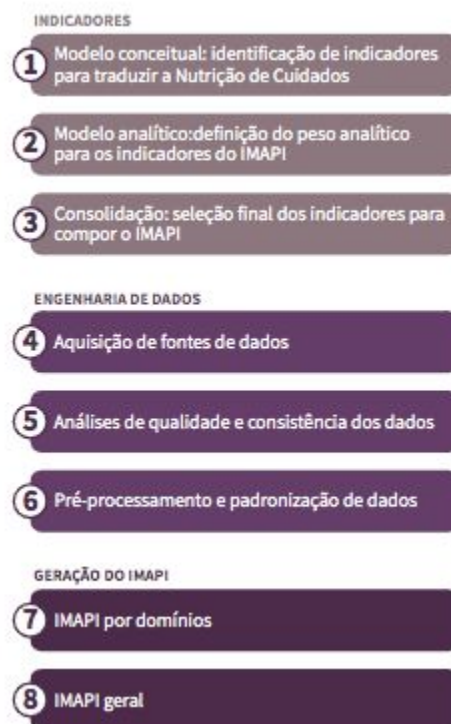 INDICADORES
1 Modelo conceitual: identificação de indicadores
para traduzir a Nutrição de Cuidados
2 Modelo analítico:definição do peso analítico
para os indicadores do IMAPI
3 Consolidação: seleção final dos indicadores para
compor o IMAPI
ENGENHARIA DE DADOS
4 Aquisição de fontes de dados
5 Análises de qualidade e consistência dos dados
6 Pré-processamento e padronização de dados
GERAÇÃO DO IMAPI
7 IMAPI por domínios
8 IMAPI geral